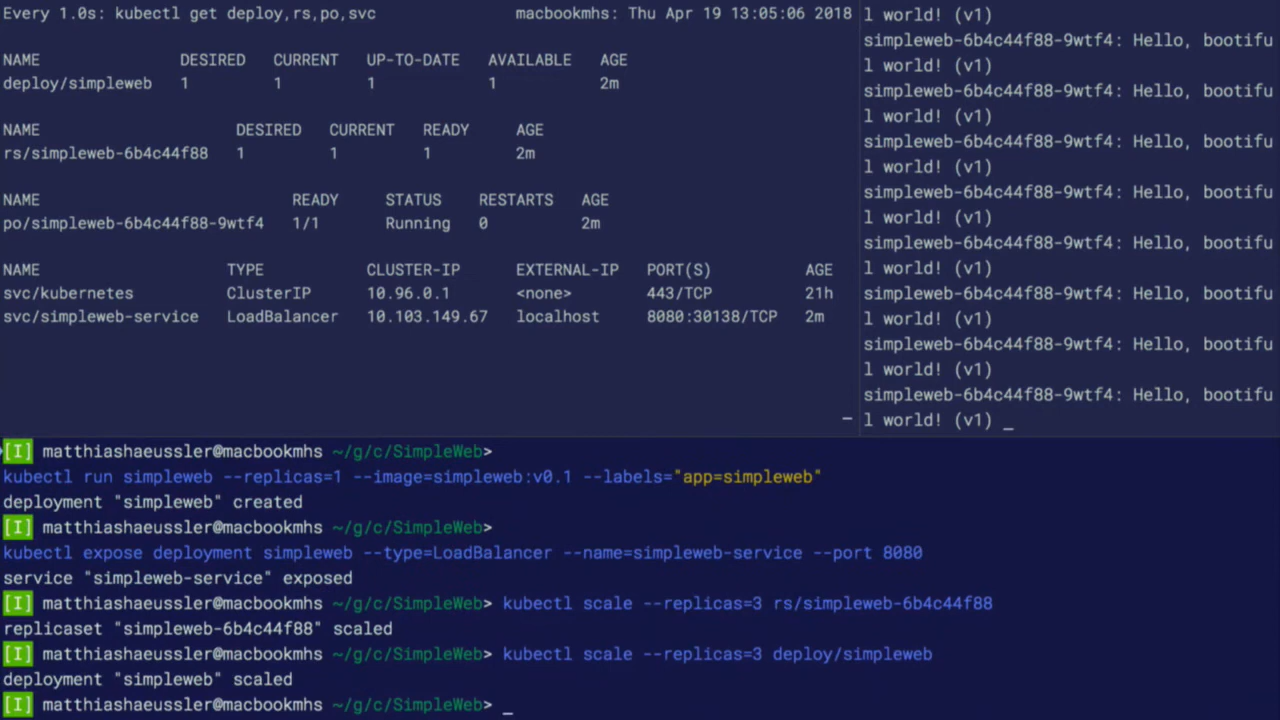 Every 1.0s: kubectl get deploy,rs,po,svc macbookmhs: Thu Apr 19 13:05:06 2018
NAME DESIRED CURRENT UP-TO-DATE AVAILABLE AGE
deploy/simpleweb 1 1 1 1 2m
NAME DESIRED CURRENT READY AGE
rs/simpleweb-6b4c44f88 1 1 1 2m
NAME READY STATUS RESTARTS AGE
po/simpleweb-6b4c44f88-9wtf4 1/1 Running 0 2m
NAME TYPE CLUSTER-IP EXTERNAL-IP PORT(S) AGE
svc/kubernetes ClusterIP 10.96.0.1 <none> 443/TCP 21h
svc/simpleweb-service LoadBalancer 10.103.149.67 localhost 8080:30138/TCP 2m
l world! (v1)
simpleweb-6b4c44f88-9wtf4: Hello, bootifu
l world! (v1)
simpleweb-6b4c44f88-9wtf4: Hello, bootifu
l world! (v1)
simpleweb-6b4c44f88-9wtf4: Hello, bootifu
l world! (v1)
simpleweb-6b4c44f88-9wtf4: Hello, bootifu
l world! (v1)
simpleweb-6b4c44f88-9wtf4: Hello, bootifu
l world! (v1)
simpleweb-6b4c44f88-9wtf4: Hello, bootifu
l world! (v1)
simpleweb-6b4c44f88-9wtf4: Hello, bootifu
l world! (v1)
simpleweb-6b4c44f88-9wtf4: Hello, bootifu
l world! (v1) _
[I] matthiashaeussler@macbookmhs ~/g/c/SimpleWeb>
kubectl run simpleweb --replicas=1 --image=simpleweb:v0.1 --labels="app=simpleweb"
deployment "simpleweb" created
[I] matthiashaeussler@macbookmhs ~/g/c/SimpleWeb>
kubectl expose deployment simpleweb --type=LoadBalancer --name=simpleweb-service --port 8080
service "simpleweb-service" exposed
[I] matthiashaeussler@macbookmhs ~/g/c/SimpleWeb> kubectl scale --replicas=3 rs/simpleweb-6b4c44f88
replicaset "simpleweb-6b4c44f88" scaled
[I] matthiashaeussler@macbookmhs ~/g/c/SimpleWeb> kubectl scale --replicas=3 deploy/simpleweb
deployment "simpleweb" scaled
[I] matthiashaeussler@macbookmhs ~/g/c/SimpleWeb> _